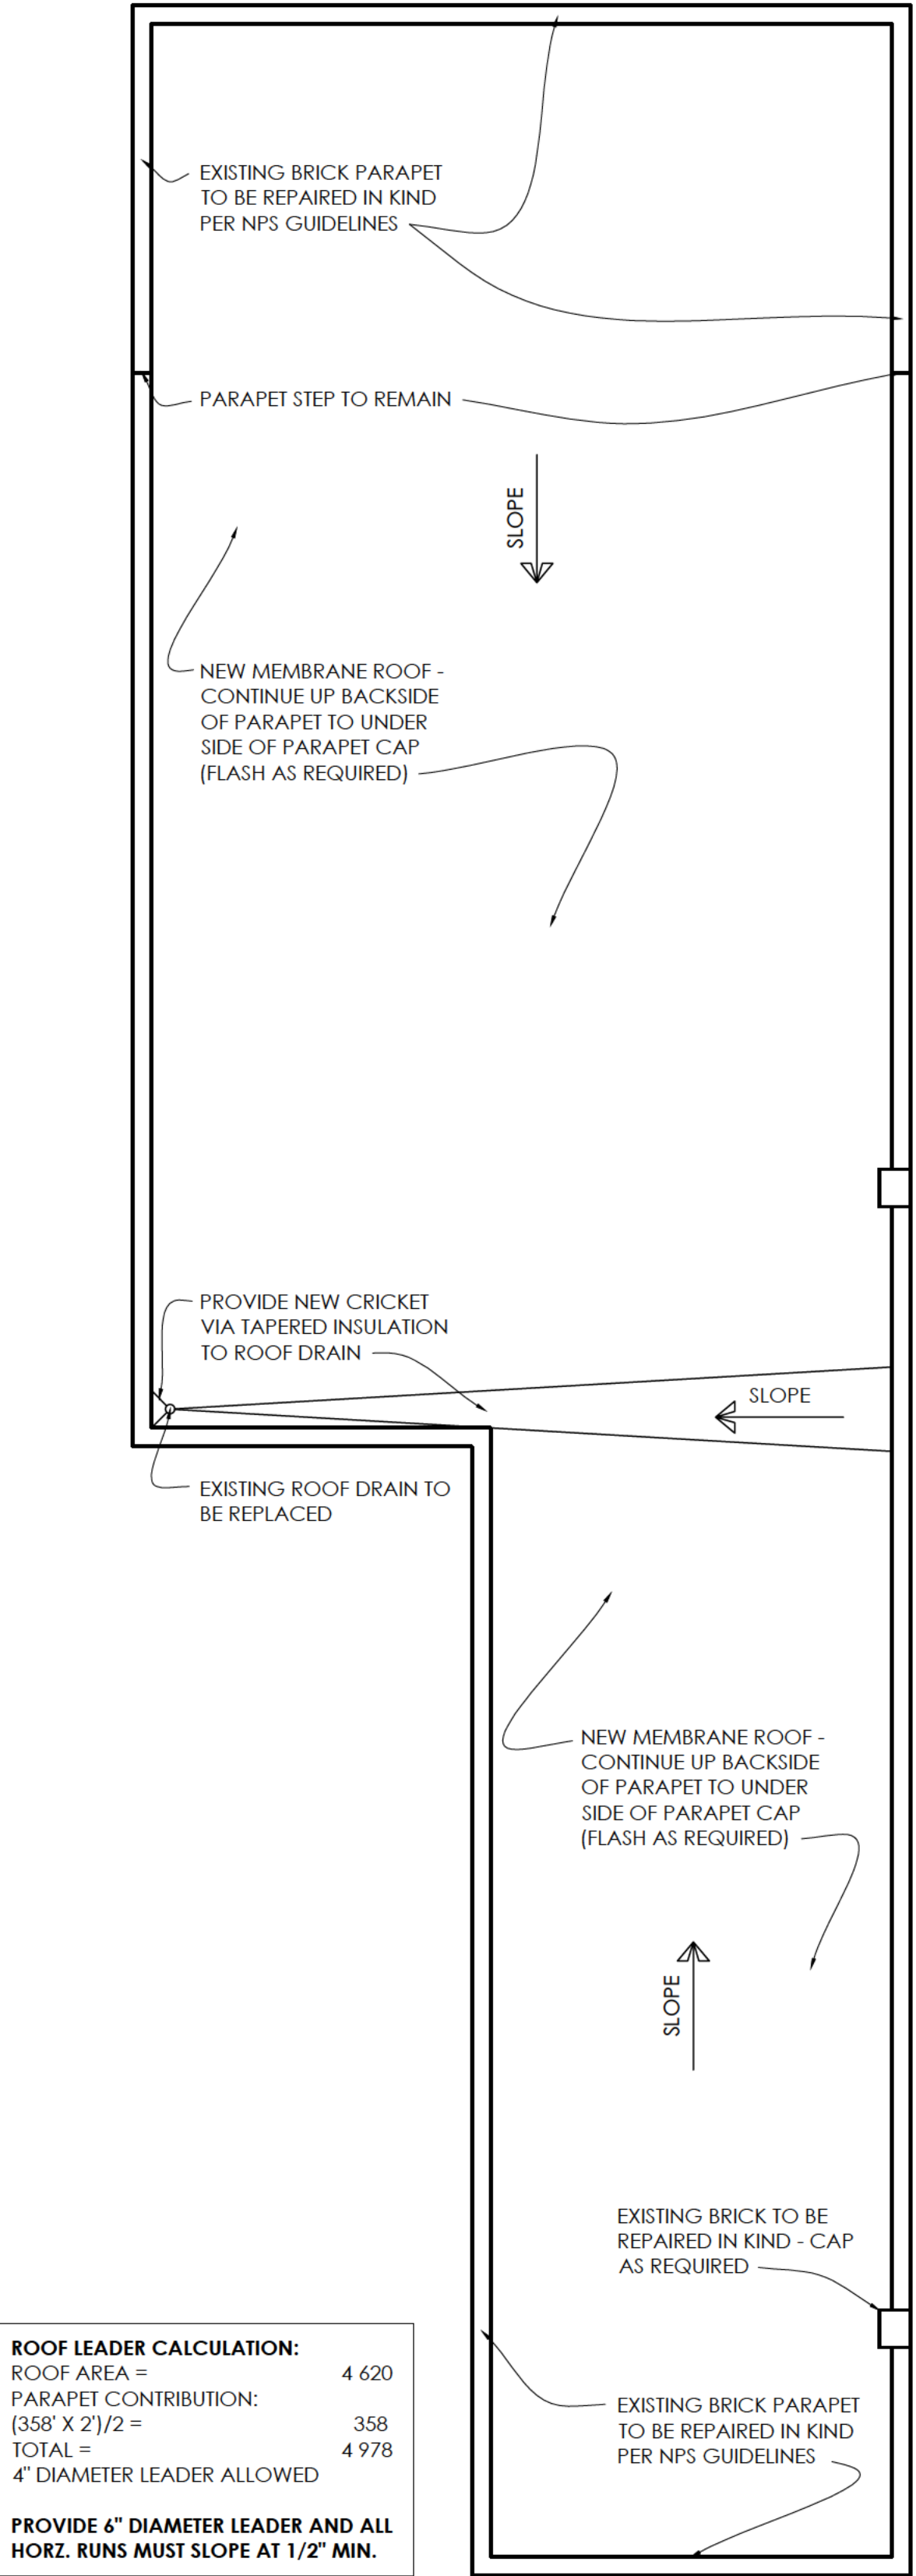 EXISTING BRICK PARAPET
TO BE REPAIRED IN KIND
PER NPS GUIDELINES
PARAPET STEP TO REMAIN
SLOPE
NEW MEMBRANE ROOF -
CONTINUE UP BACKSIDE
OF PARAPET TO UNDER
SIDE OF PARAPET CAP
(FLASH AS REQUIRED)
PROVIDE NEW CRICKET
VIA TAPERED INSULATION
TO ROOF DRAIN
SLOPE
EXISTING ROOF DRAIN TO
BE REPLACED
NEW MEMBRANE ROOF -
CONTINUE UP BACKSIDE
OF PARAPET TO UNDER
SIDE OF PARAPET CAP
(FLASH AS REQUIRED)
SLOPE
EXISTING BRICK TO BE
REPAIRED IN KIND - CAP
AS REQUIRED
EXISTING BRICK PARAPET
TO BE REPAIRED IN KIND
PER NPS GUIDELINES
ROOF LEADER CALCULATION:
ROOF AREA = 4 620
PARAPET CONTRIBUTION:
(358' X 2')/2 = 358
TOTAL = 4 978
4" DIAMETER LEADER ALLOWED
PROVIDE 6" DIAMETER LEADER AND ALL
HORZ. RUNS MUST SLOPE AT 1/2" MIN.